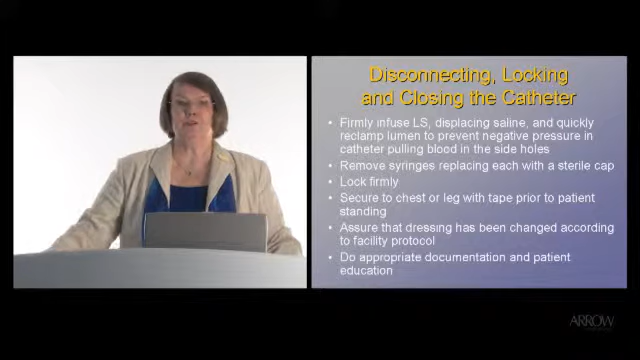 Disconnecting, Locking
and Closing the Catheter
• Firmly infuse LS, displacing saline, and quickly
reclamp lumen to prevent negative pressure in
catheter pulling blood in the side holes
• Remove syringes replacing each with a sterile cap
• Lock firmly
• Secure to chest or leg with tape prior to patient
standing
• Assure that dressing has been changed according
to facility protocol
• Do appropriate documentation and patient
education
ARROW